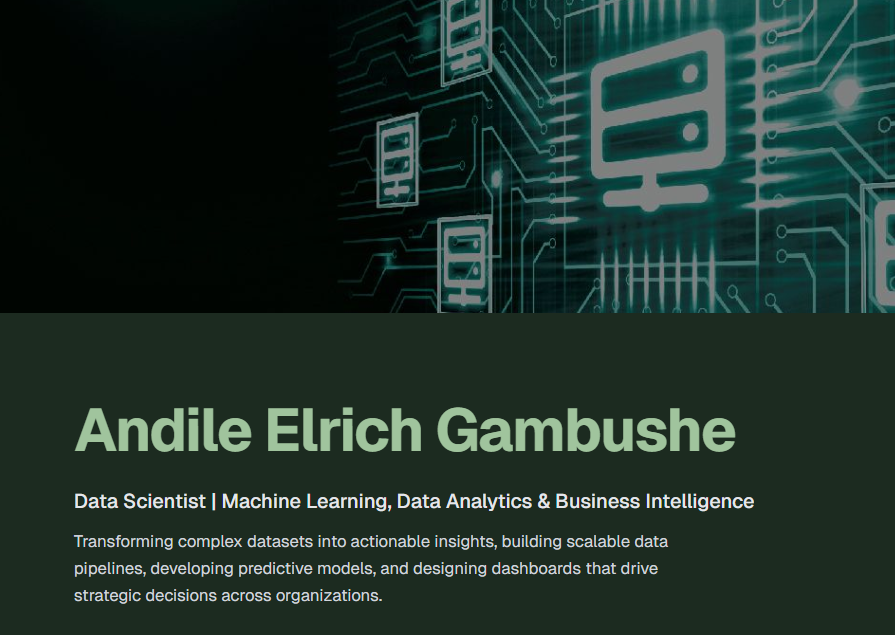 Andile Elrich Gambushe
Data Scientist | Machine Learning, Data Analytics & Business Intelligence
Transforming complex datasets into actionable insights, building scalable data
pipelines, developing predictive models, and designing dashboards that drive
strategic decisions across organizations.